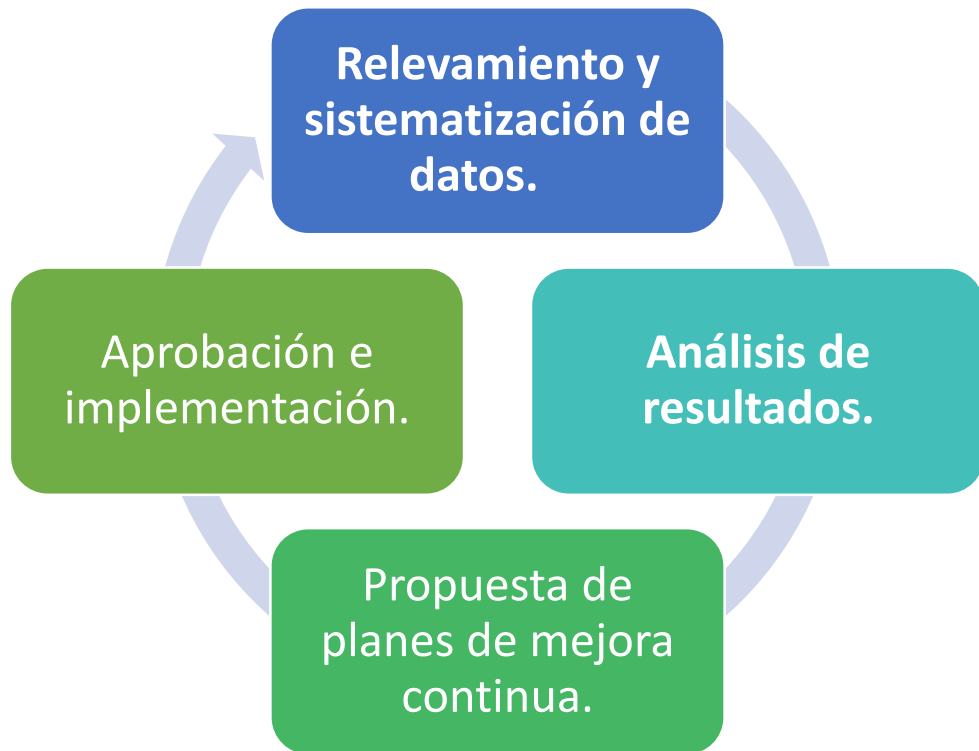 Relevamiento y
sistematización de
datos.
Análisis de
resultados.
Propuesta de
planes de mejora
continua.
Aprobación e
implementación.